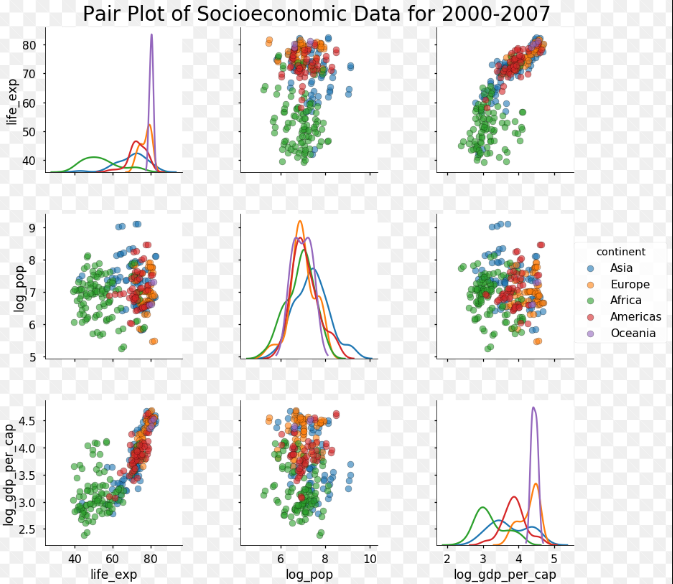 Pair Plot of Socioeconomic Data for 2000-2007
80
70
60
50
40
life_exp
9
8
7
6
5
log_pop
continent
Asia
Europe
Africa
Americas
Oceania
4.5
4.0
3.5
3.0
2.5
log_gdp_per_cap
40 60 80
life_exp
6 8 10
log_pop
2 3 4 5
log_gdp_per_cap